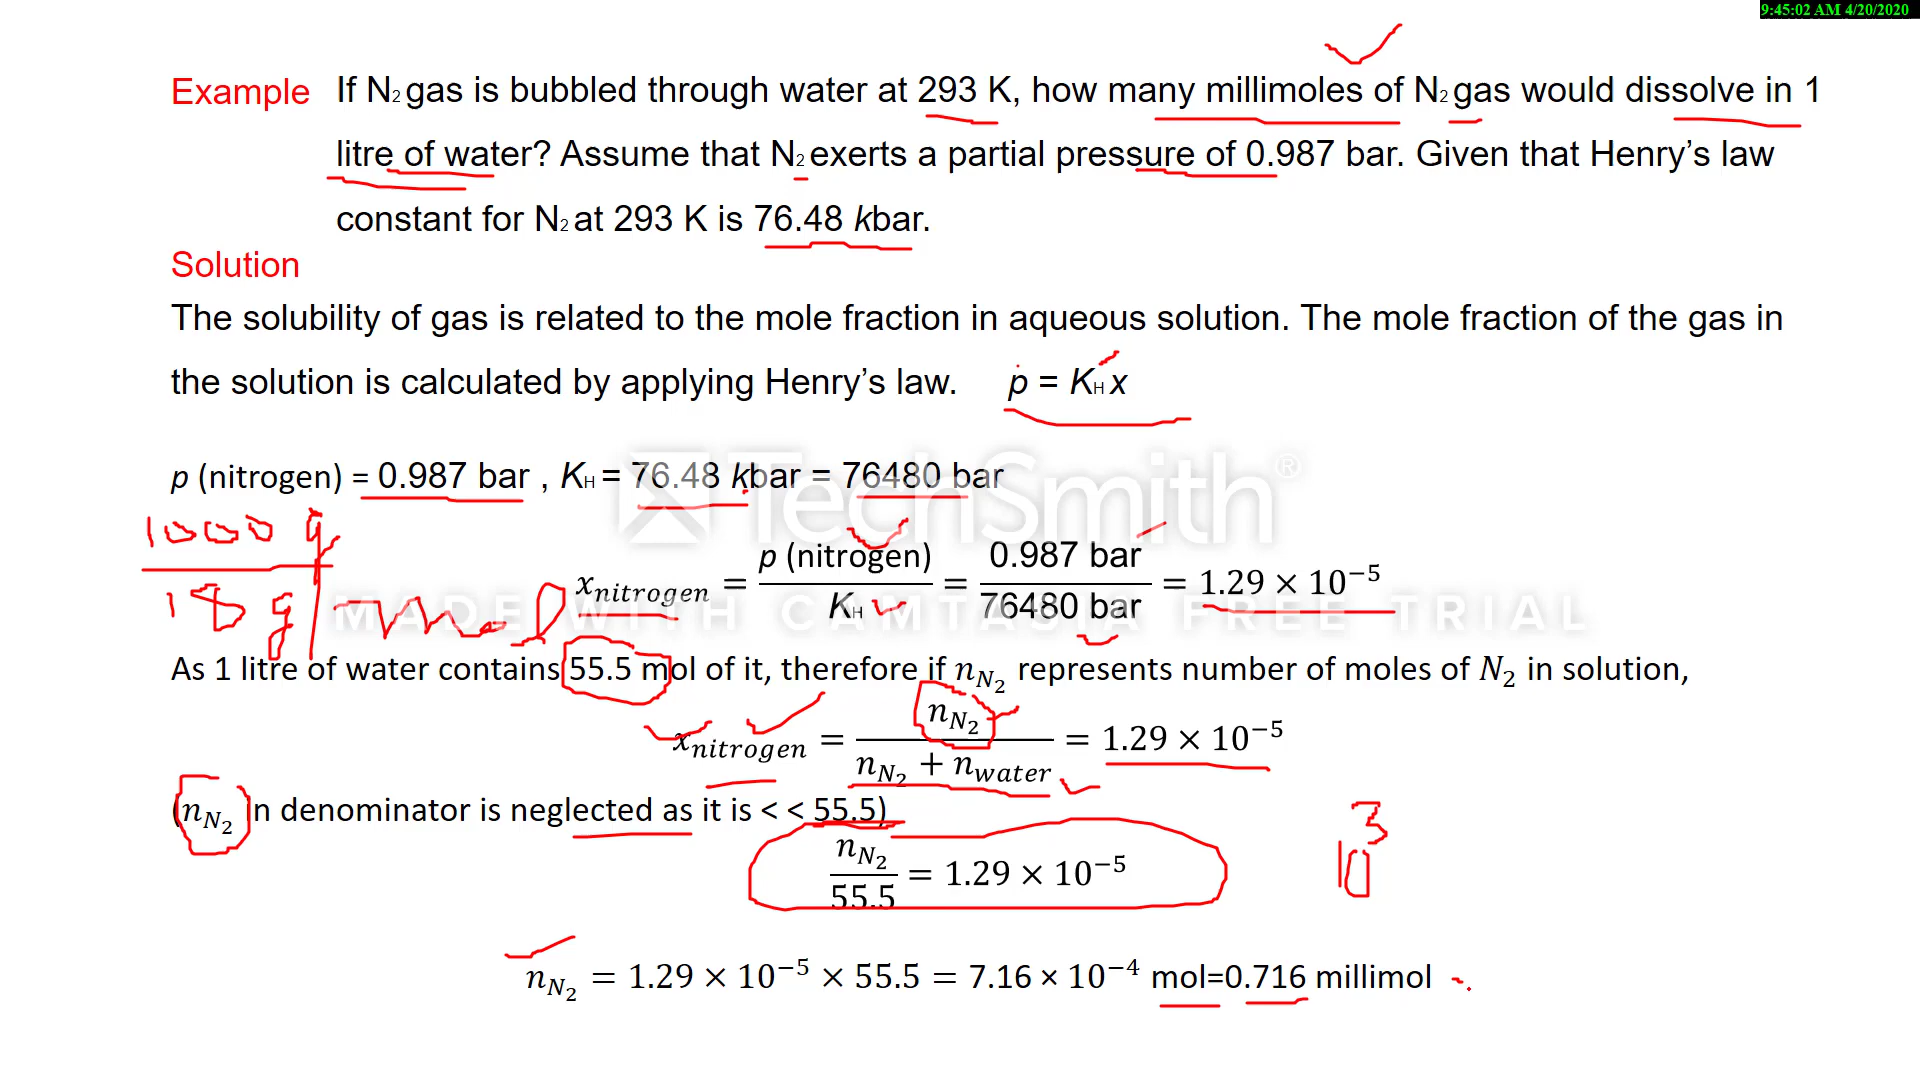 9:45:02 AM 4/20/2020
Example If N₂ gas is bubbled through water at 293 K, how many millimoles of N₂ gas would dissolve in 1
litre of water? Assume that N₂ exerts a partial pressure of 0.987 bar. Given that Henry’s law
constant for N₂ at 293 K is 76.48 kbar.
Solution
The solubility of gas is related to the mole fraction in aqueous solution. The mole fraction of the gas in
the solution is calculated by applying Henry’s law. p = K_H x
p (nitrogen) = 0.987 bar , K_H = 76.48 kbar = 76480 bar
TechSmith®
1000 g / 18 g
x_nitrogen = p (nitrogen) / K_H = 0.987 bar / 76480 bar = 1.29 × 10⁻⁵
MADE WITH CAMTASIA FREE TRIAL
As 1 litre of water contains 55.5 mol of it, therefore if n_N₂ represents number of moles of N₂ in solution,
x_nitrogen = n_N₂ / n_N₂ + n_water = 1.29 × 10⁻⁵
(n_N₂ in denominator is neglected as it is < < 55.5)
n_N₂ / 55.5 = 1.29 × 10⁻⁵
10³
n_N₂ = 1.29 × 10⁻⁵ × 55.5 = 7.16 × 10⁻⁴ mol=0.716 millimol